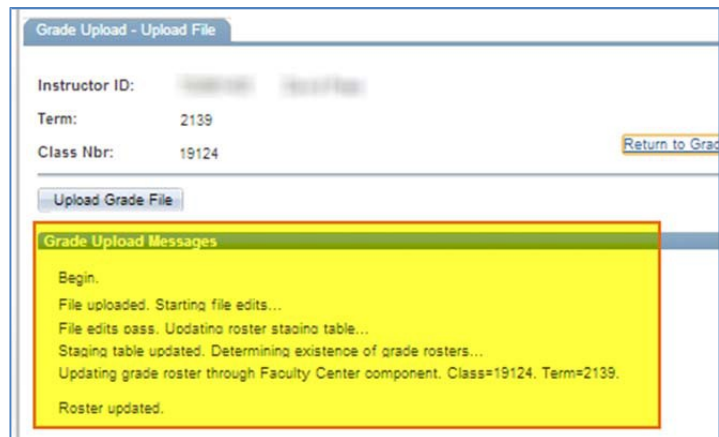 Grade Upload - Upload File
Instructor ID:
Term: 2139
Return to Grad
Class Nbr: 19124
Upload Grade File
Grade Upload Messages
Begin.
File uploaded. Starting file edits...
File edits pass. Updating roster staging table...
Staging table updated. Determining existence of grade rosters...
Updating grade roster through Faculty Center component. Class=19124. Term=2139.
Roster updated.